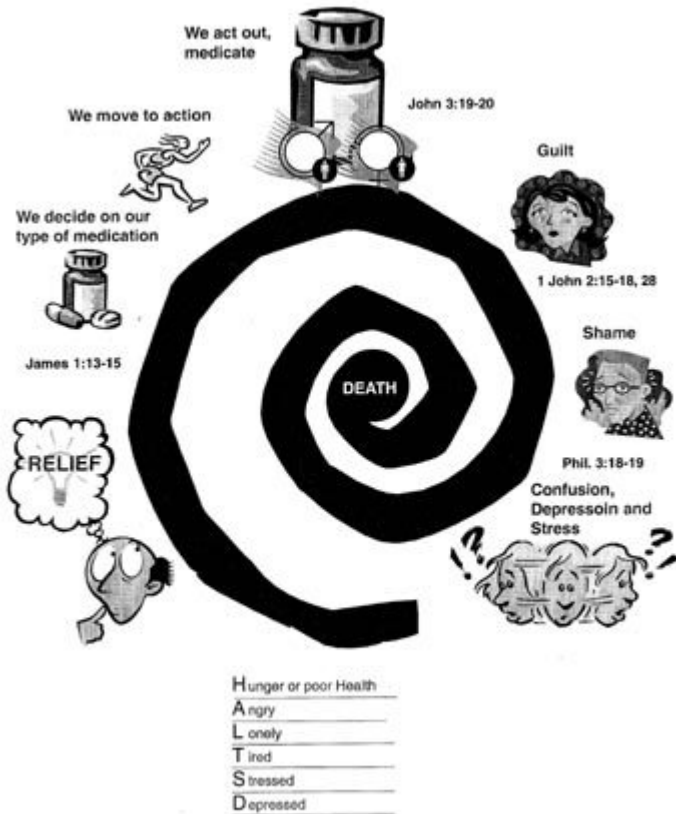 We act out,
medicate
John 3:19-20
We move to action
Guilt
We decide on our
type of medication
1 John 2:15-18, 28
Shame
James 1:13-15
DEATH
RELIEF
Phil. 3:18-19
Confusion,
Depressoin and
Stress
Hunger or poor Health
Angry
Lonely
Tired
Stressed
Depressed